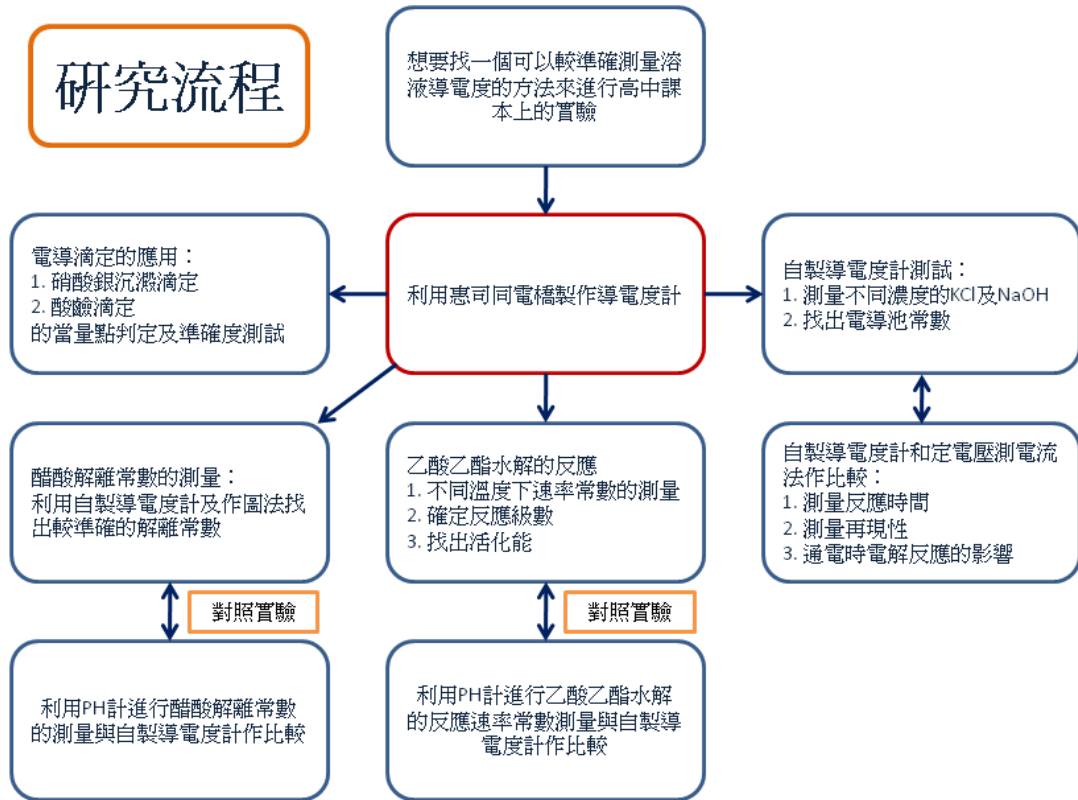 研究流程
想要找一個可以較準確測量溶
液導電度的方法來進行高中課
本上的實驗
電導滴定的應用：
1. 硝酸銀沉澱滴定
2. 酸鹼滴定
的當量點判定及準確度測試
利用惠司同電橋製作導電度計
自製導電度計測試：
1. 測量不同濃度的KCl及NaOH
2. 找出電導池常數
醋酸解離常數的測量：
利用自製導電度計及作圖法找
出較準確的解離常數
乙酸乙酯水解的反應
1. 不同溫度下速率常數的測量
2. 確定反應級數
3. 找出活化能
自製導電度計和定電壓測電流
法作比較：
1. 測量反應時間
2. 測量再現性
3. 通電時電解反應的影響
對照實驗
對照實驗
利用PH計進行醋酸解離常數
的測量與自製導電度計作比較
利用PH計進行乙酸乙酯水解
的反應速率常數測量與自製導
電度計作比較